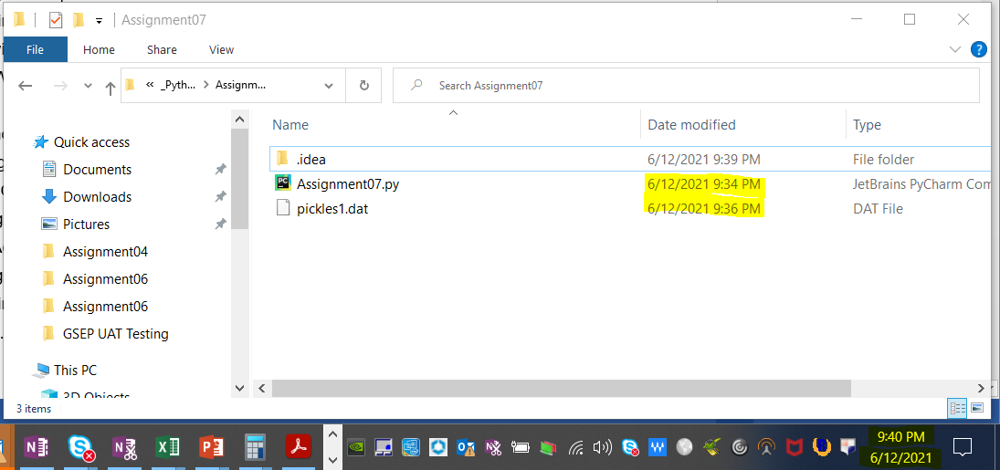 Assignment07
File Home Share View
« _Pyth... Assignm... Search Assignment07
Name Date modified Type
Quick access
Documents
Downloads
Pictures
Assignment04
Assignment06
Assignment06
GSEP UAT Testing
This PC
3D Objects
.idea 6/12/2021 9:39 PM File folder
Assignment07.py 6/12/2021 9:34 PM JetBrains PyCharm Com
pickles1.dat 6/12/2021 9:36 PM DAT File
3 items
9:40 PM
6/12/2021